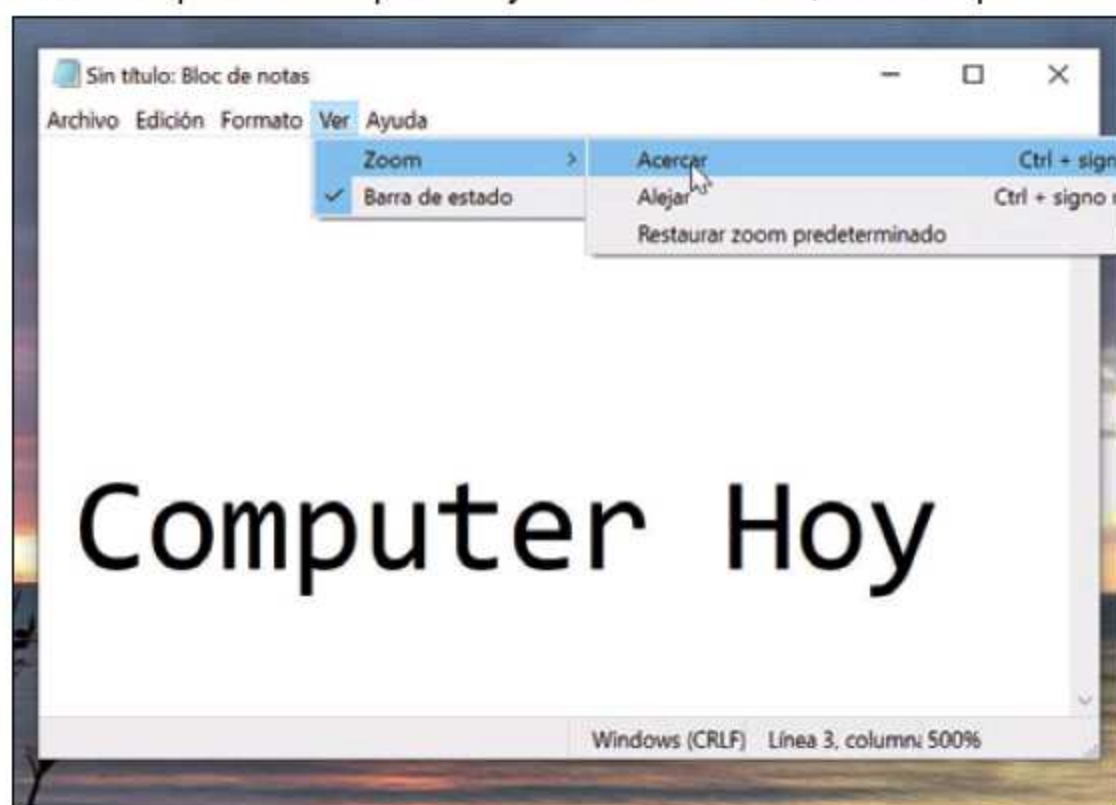 Sin título: Bloc de notas
Archivo Edición Formato Ver Ayuda
Zoom > Acercar Ctrl + sign
✓ Barra de estado Alejar Ctrl + signo
Restaurar zoom predeterminado
Computer Hoy
Windows (CRLF) Línea 3, column 500%